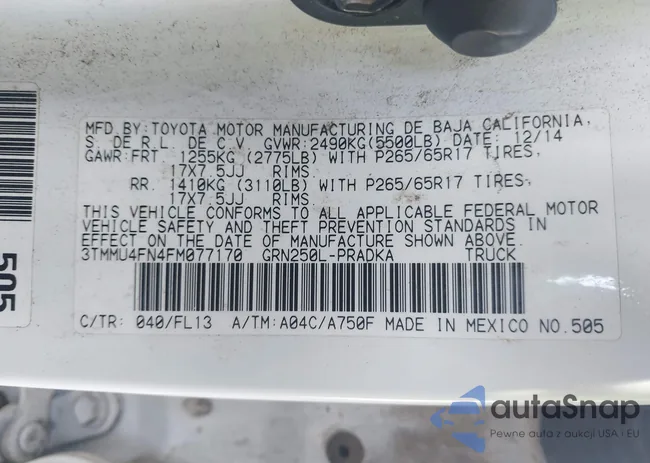 MFD.BY:TOYOTA MOTOR MANUFACTURING DE BAJA CALIFORNIA,
S. DE R.L. DE C.V. GVWR:2490KG(5500LB) DATE: 12/14
GAWR:FRT 1255KG (2775LB) WITH P265/65R17 TIRES,
17X7.5JJ RIMS
RR. 1410KG (3110LB) WITH P265/65R17 TIRES,
17X7.5JJ RIMS
THIS VEHICLE CONFORMS TO ALL APPLICABLE FEDERAL MOTOR
VEHICLE SAFETY AND THEFT PREVENTION STANDARDS IN
EFFECT ON THE DATE OF MANUFACTURE SHOWN ABOVE.
3TMMU4FN4FM077170 GRN250L-PRADKA TRUCK
C/TR: 040/FL13 A/TM:A04C/A750F MADE IN MEXICO NO.505
505
autoSnap
Pewne auta z aukcji USA i EU